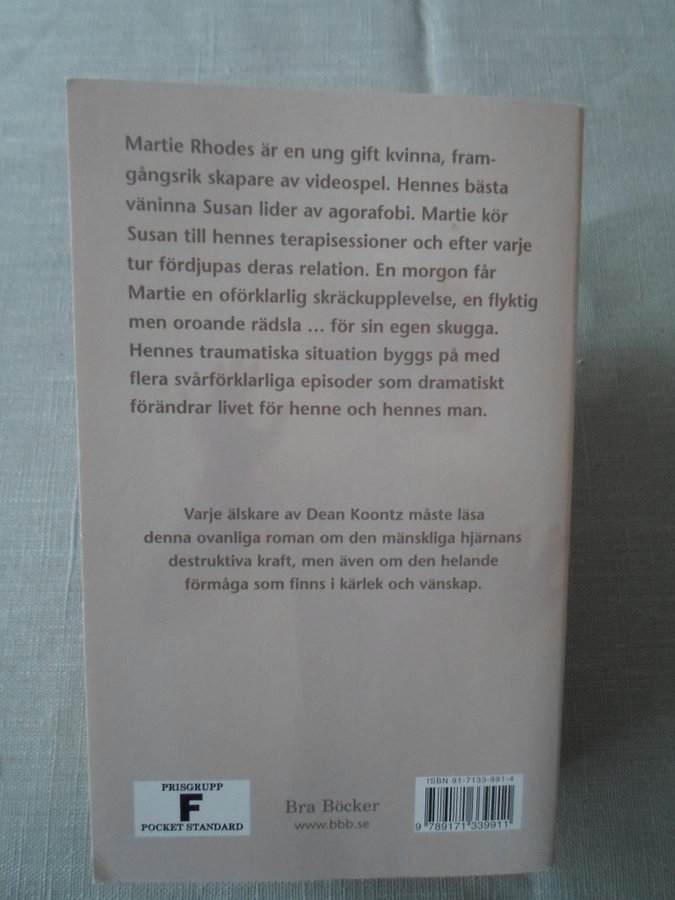 Martie Rhodes är en ung gift kvinna, fram-
gångsrik skapare av videospel. Hennes bästa
väninna Susan lider av agorafobi. Martie kör
Susan till hennes terapisessioner och efter varje
tur fördjupas deras relation. En morgon får
Martie en oförklarlig skräckupplevelse, en flyktig
men oroande rädsla ... för sin egen skugga.
Hennes traumatiska situation byggs på med
flera svårförklarliga episoder som dramatiskt
förändrar livet för henne och hennes man.
Varje älskare av Dean Koontz måste läsa
denna ovanliga roman om den mänskliga hjärnans
destruktiva kraft, men även om den helande
förmåga som finns i kärlek och vänskap.
PRISGRUPP
F
POCKET STANDARD
Bra Böcker
www.bbb.se
ISBN 91-7133-991-4
9 789171 339911